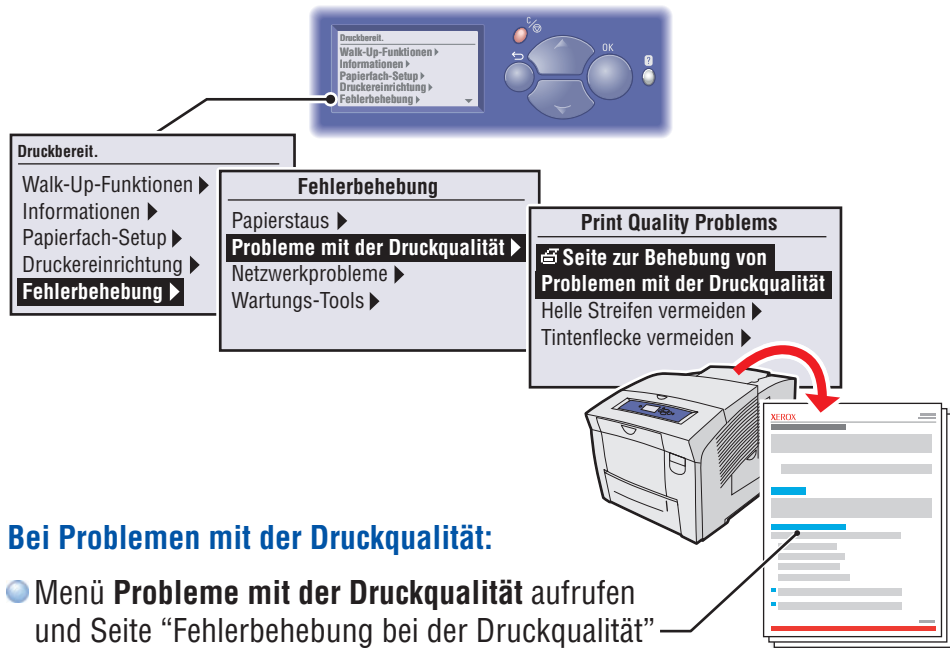 Druckbereit.
Walk-Up-Funktionen
Informationen
Papierfach-Setup
Druckereinrichtung
Fehlerbehebung
C/
OK
?
Druckbereit.
Walk-Up-Funktionen
Informationen
Papierfach-Setup
Druckereinrichtung
Fehlerbehebung
Fehlerbehebung
Papierstaus
Probleme mit der Druckqualität
Netzwerkprobleme
Wartungs-Tools
Print Quality Problems
Seite zur Behebung von
Problemen mit der Druckqualität
Helle Streifen vermeiden
Tintenflecke vermeiden
XEROX
Bei Problemen mit der Druckqualität:
Menü Probleme mit der Druckqualität aufrufen
und Seite “Fehlerbehebung bei der Druckqualität”